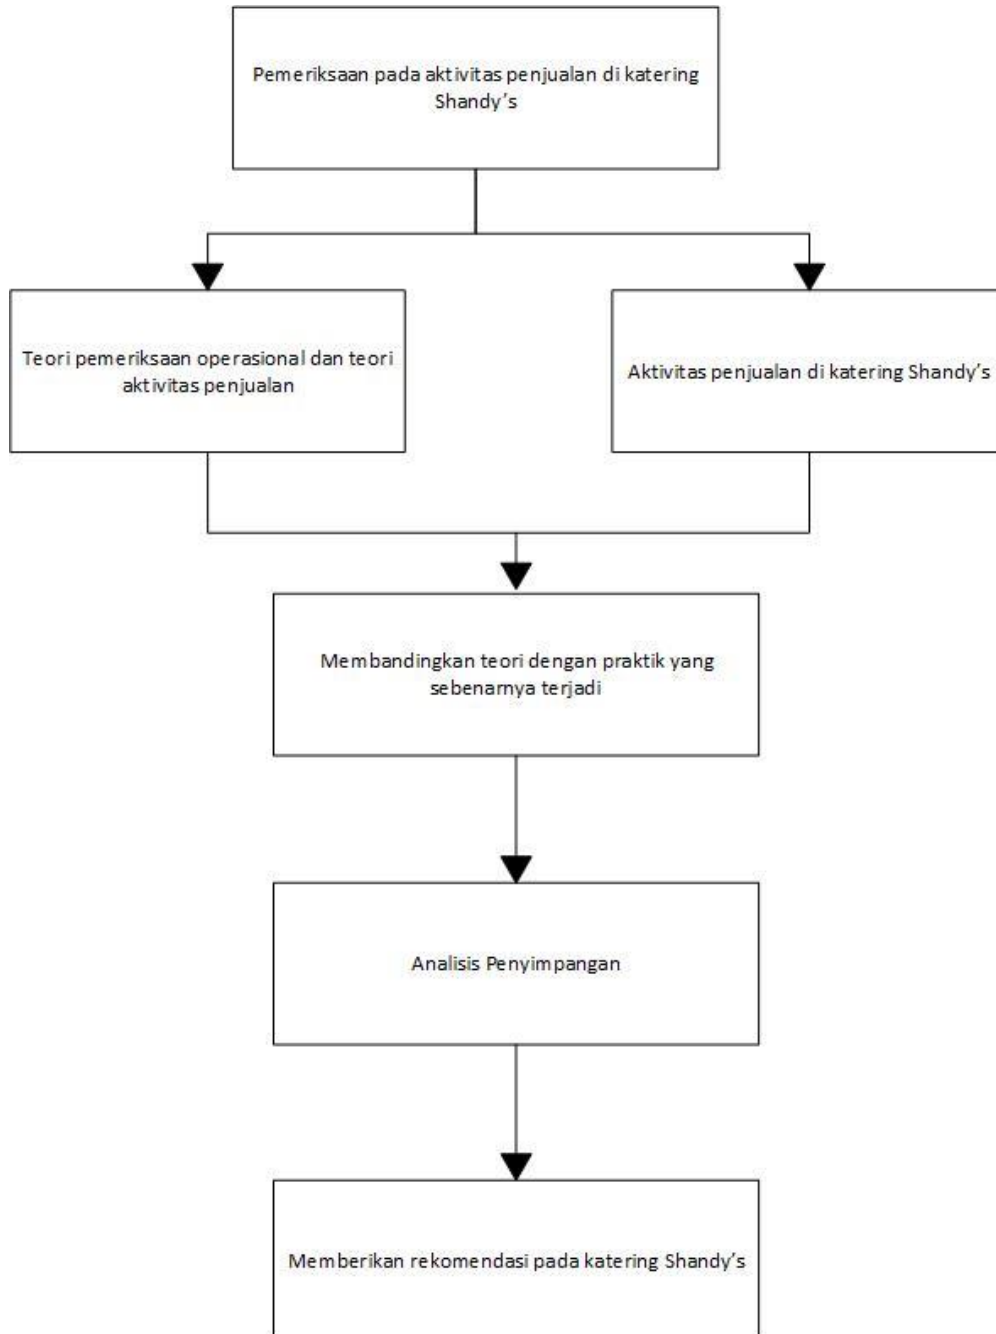 Pemeriksaan pada aktivitas penjualan di katering
Shandy's
Teori pemeriksaan operasional dan teori
aktivitas penjualan
Aktivitas penjualan di katering Shandy's
Membandingkan teori dengan praktik yang
sebenarnya terjadi
Analisis Penyimpangan
Memberikan rekomendasi pada katering Shandy's